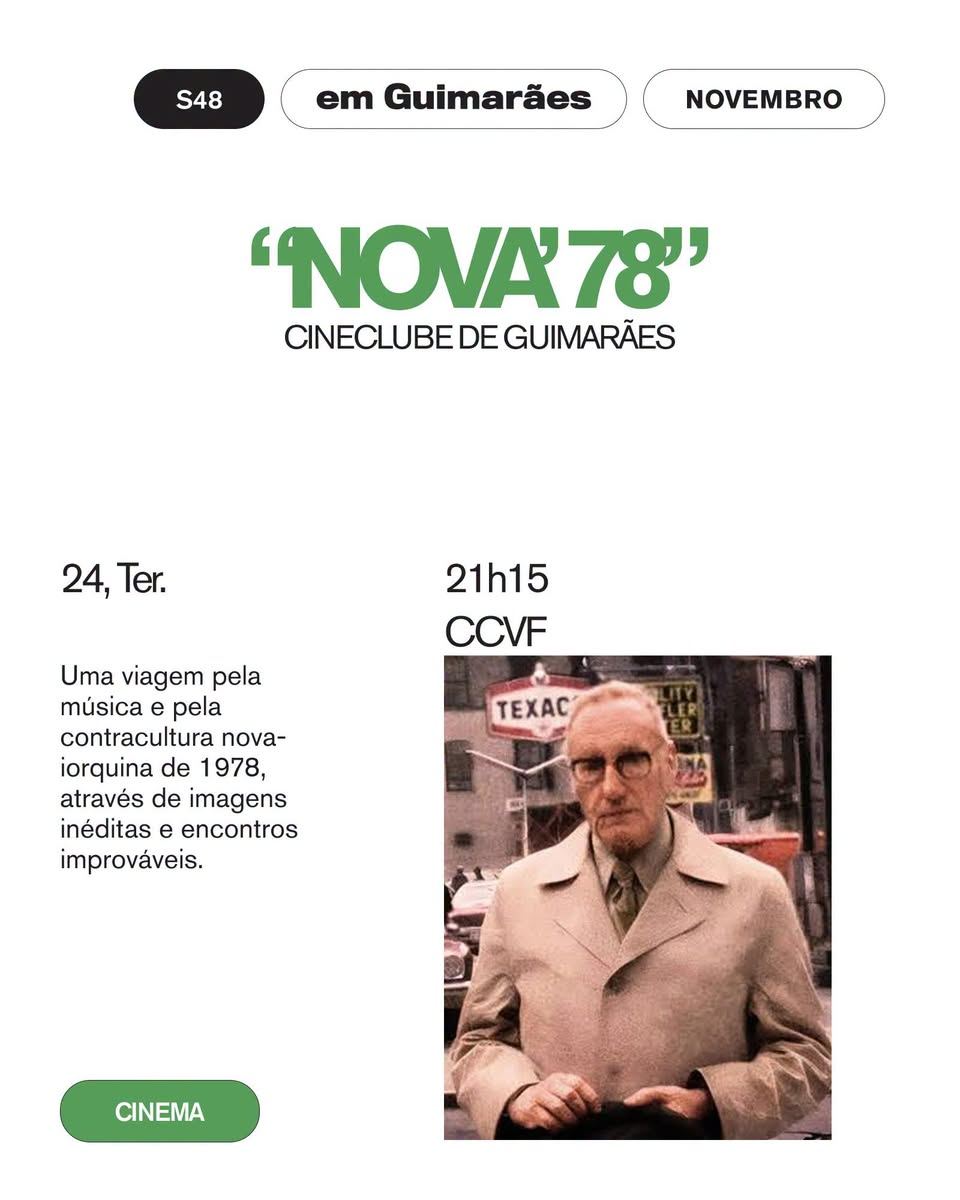 S48
em Guimarães
NOVEMBRO
“NOVA’ 78”
CINECLUBE DE GUIMARÃES
24, Ter.
21h15
CCVF
Uma viagem pela
música e pela
contracultura nova-
iorquina de 1978,
através de imagens
inéditas e encontros
improváveis.
TEXAC
CINEMA